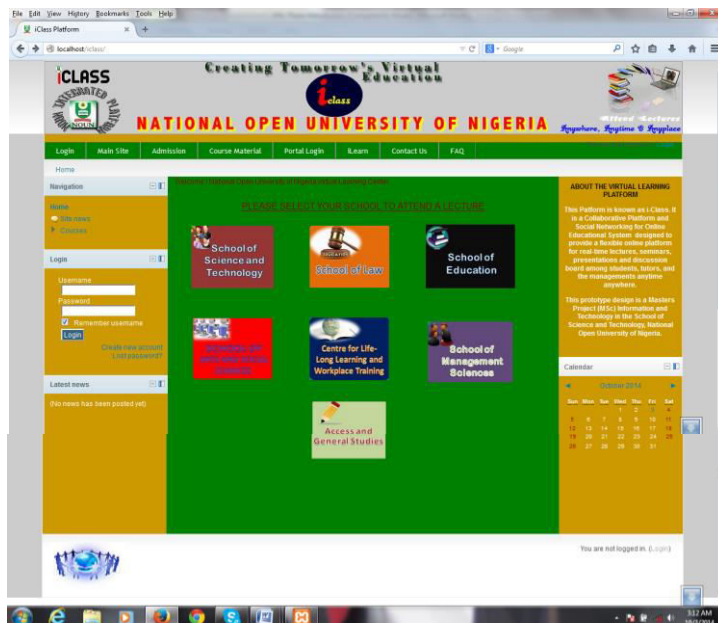 File Edit View History Bookmarks Tools Help
iClass Platform
localhost/iclass/
Google
iCLASS
NOUN INTEGRATED PLATFORM
NOUN
Creating Tomorrow's Virtual
Education
iclass
NATIONAL OPEN UNIVERSITY OF NIGERIA
Attend Lectures
Anywhere, Anytime & Anyplace
Login Main Site Admission Course Material Portal Login iLearn Contact Us FAQ
Home
Navigation
Home
Site news
Courses
Login
Username
Password
Remember username
Login
Create new account
Lost password?
Latest news
(No news has been posted yet)
PLEASE SELECT YOUR SCHOOL TO ATTEND A LECTURE
School of
Science and
Technology
School of Law
School of
Education
Centre for Life-
Long Learning and
Workplace Training
School of
Management
Sciences
Access and
General Studies
ABOUT THE VIRTUAL LEARNING
PLATFORM
This Platform is known as i-Class. It
is a Collaborative Platform and
Social Networking for Online
Educational System designed to
provide a flexible online platform
for real-time lectures, seminars,
presentations and discussion
board among students, tutors, and
the managements anytime
anywhere.
This prototype design is a Masters
Project (MSc) Information and
Technology in the School of
Science and Technology, National
Open University of Nigeria.
Calendar
October 2014
Sun Mon Tue Wed Thu Fri Sat
1 2 3 4
5 6 7 8 9 10 11
12 13 14 15 16 17 18
19 20 21 22 23 24 25
26 27 28 29 30 31
You are not logged in. (Login)
3:12 AM
10/3/2014